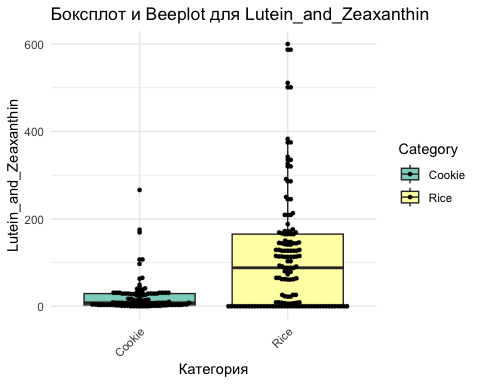 Боксплот и Beeplot для Lutein_and_Zeaxanthin
600
400
200
0
Lutein_and_Zeaxanthin
Cookie
Rice
Категория
Category
Cookie
Rice